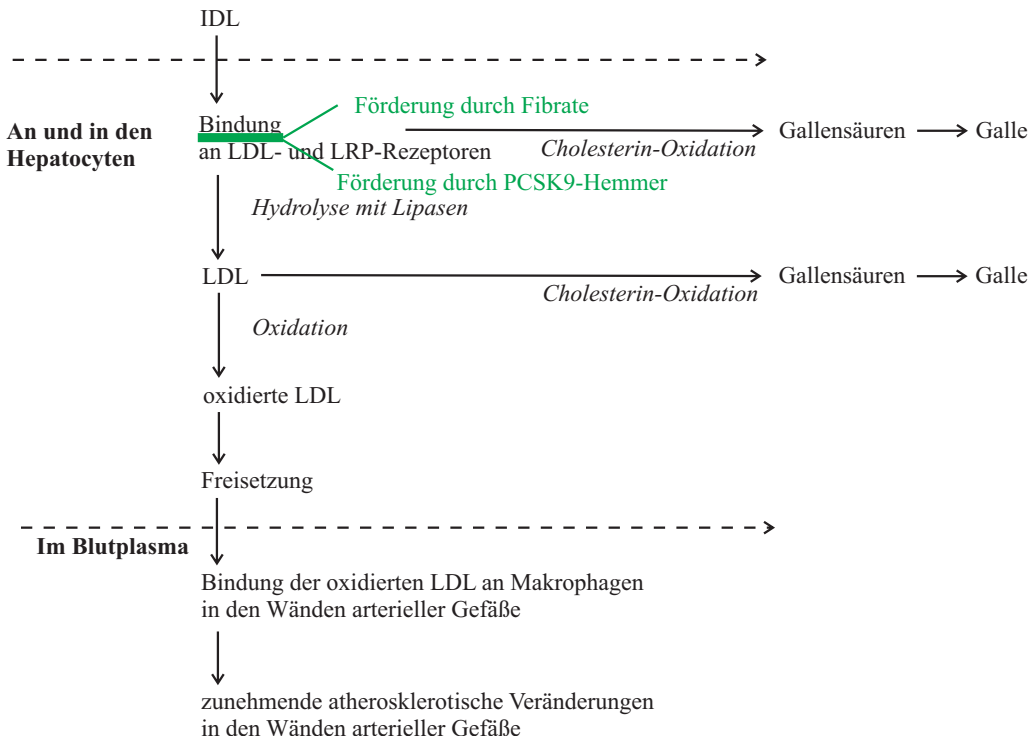 IDL
Förderung durch Fibrate
An und in den
Hepatocyten
Bindung
an LDL- und LRP-Rezeptoren
Cholesterin-Oxidation
Gallensäuren
Galle
Förderung durch PCSK9-Hemmer
Hydrolyse mit Lipasen
LDL
Cholesterin-Oxidation
Gallensäuren
Galle
Oxidation
oxidierte LDL
Freisetzung
Im Blutplasma
Bindung der oxidierten LDL an Makrophagen
in den Wänden arterieller Gefäße
zunehmende atherosklerotische Veränderungen
in den Wänden arterieller Gefäße